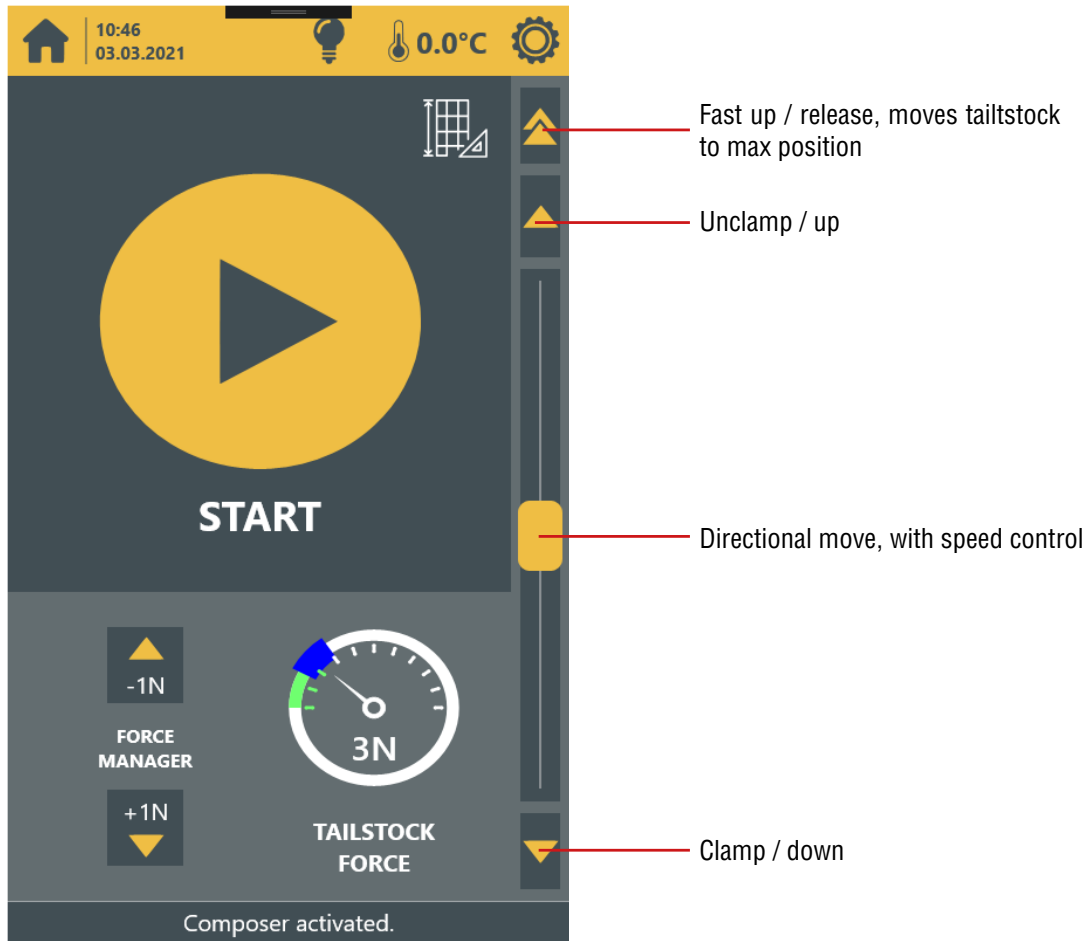 10:46
03.03.2021
0.0°C
Fast up / release, moves tailtstock
to max position
Unclamp / up
START
Directional move, with speed control
-1N
FORCE
MANAGER
+1N
3N
TAILSTOCK
FORCE
Clamp / down
Composer activated.